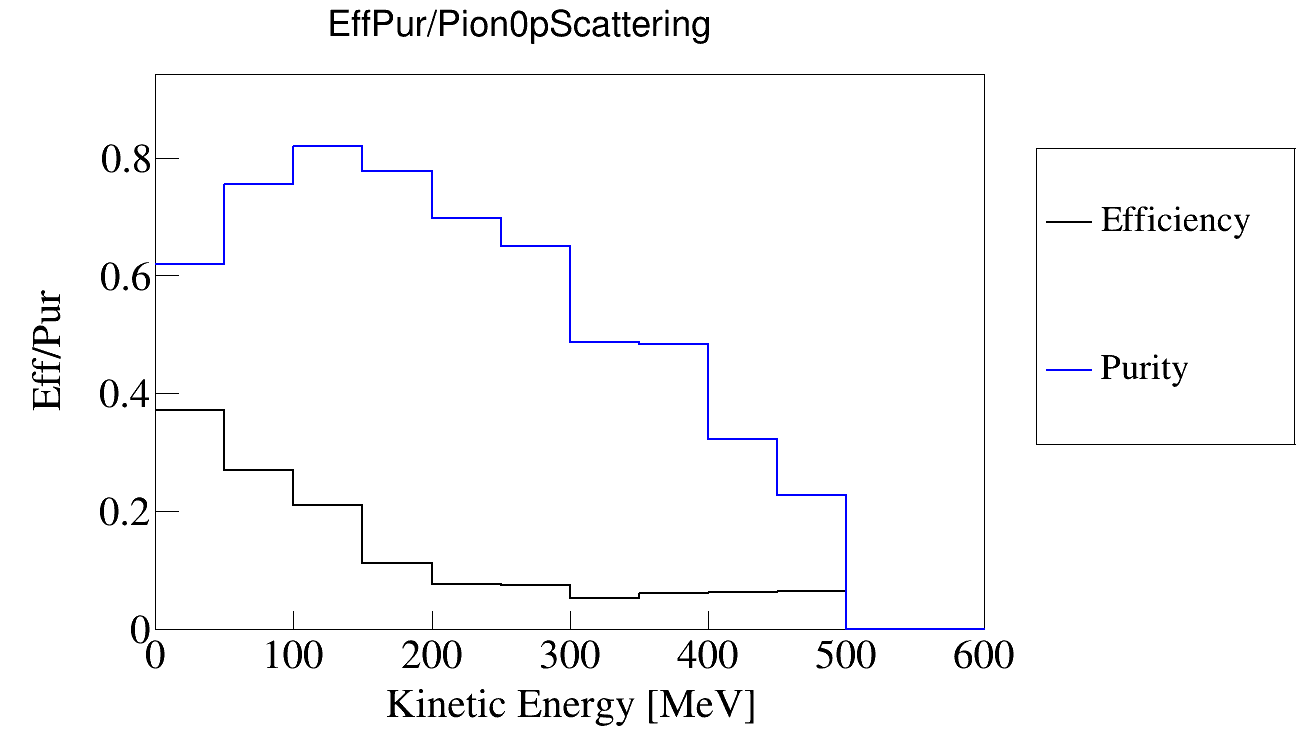 EffPur/Pion0pScattering
Eff/Pur
0.8
0.6
0.4
0.2
0
0 100 200 300 400 500 600
Kinetic Energy [MeV]
Efficiency
Purity